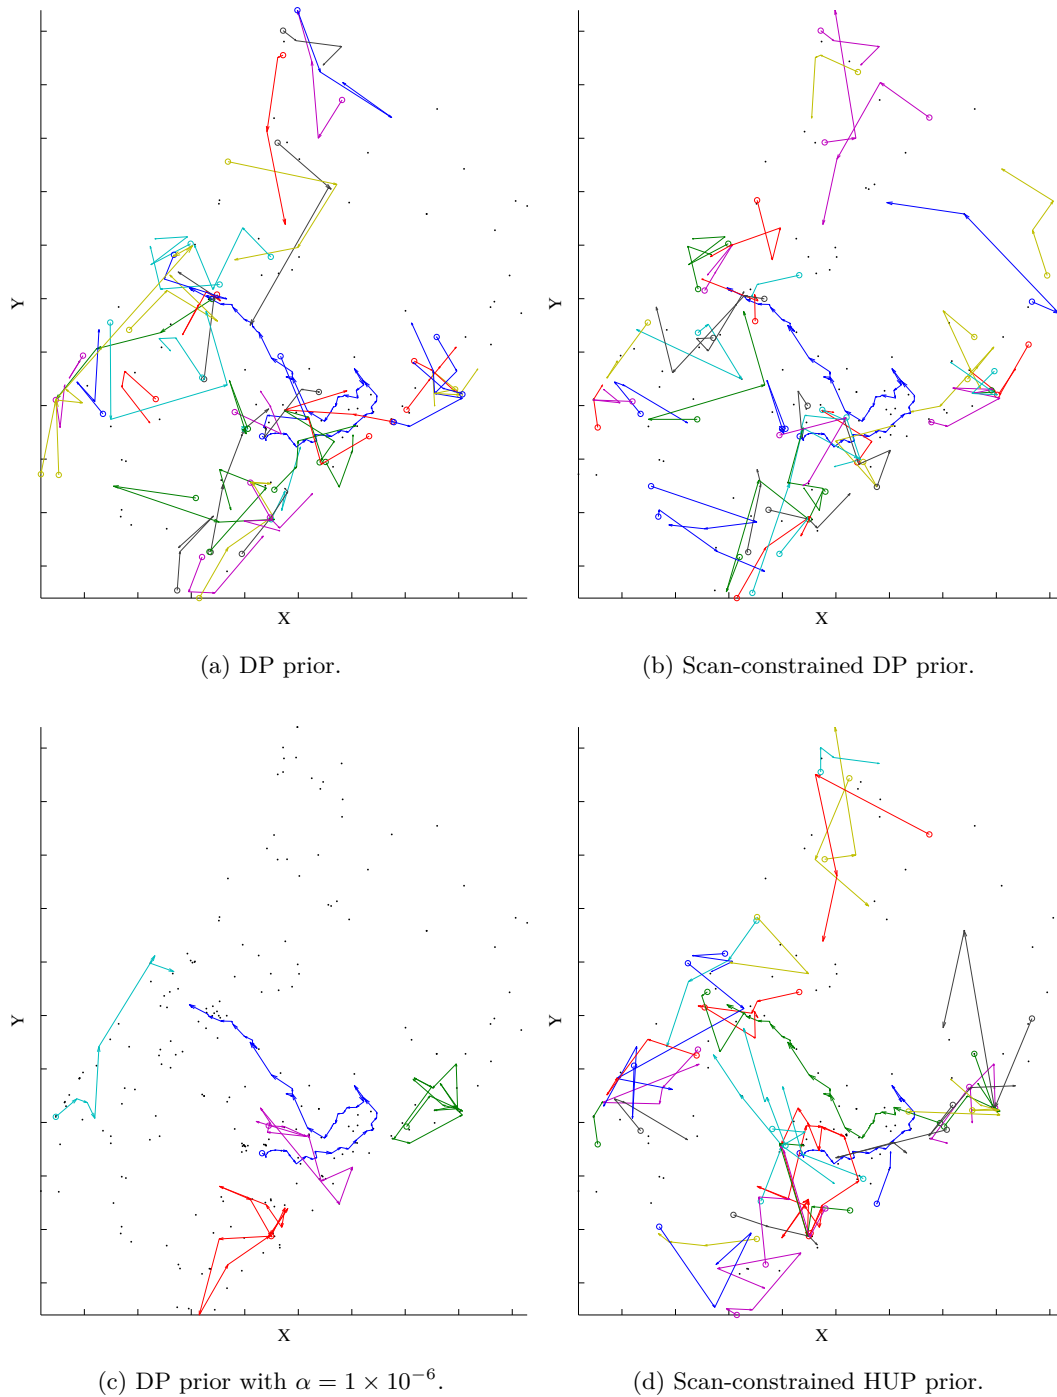 Y
X
(a) DP prior.
Y
X
(b) Scan-constrained DP prior.
Y
X
(c) DP prior with α = 1 × 10⁻⁶.
Y
X
(d) Scan-constrained HUP prior.